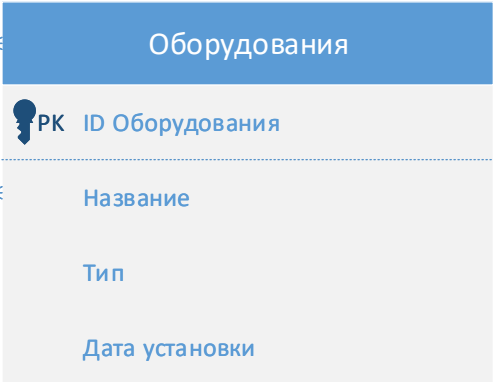 Оборудования
PK ID Оборудования
Название
Тип
Дата установки